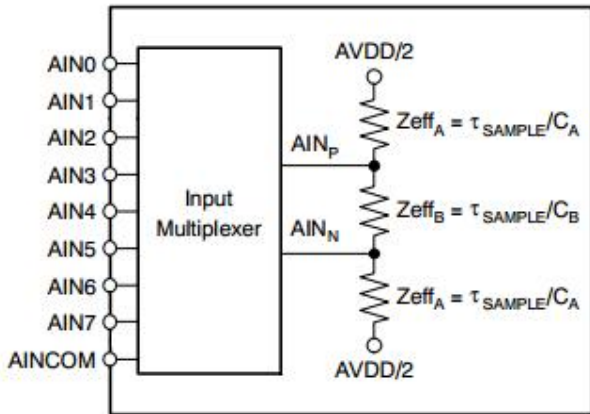 AIN0
AIN1
AIN2
AIN3
AIN4
AIN5
AIN6
AIN7
AINCOM
Input
Multiplexer
AIN_P
AIN_N
AVDD/2
Zeff_A = τ_SAMPLE/C_A
Zeff_B = τ_SAMPLE/C_B
Zeff_A = τ_SAMPLE/C_A
AVDD/2